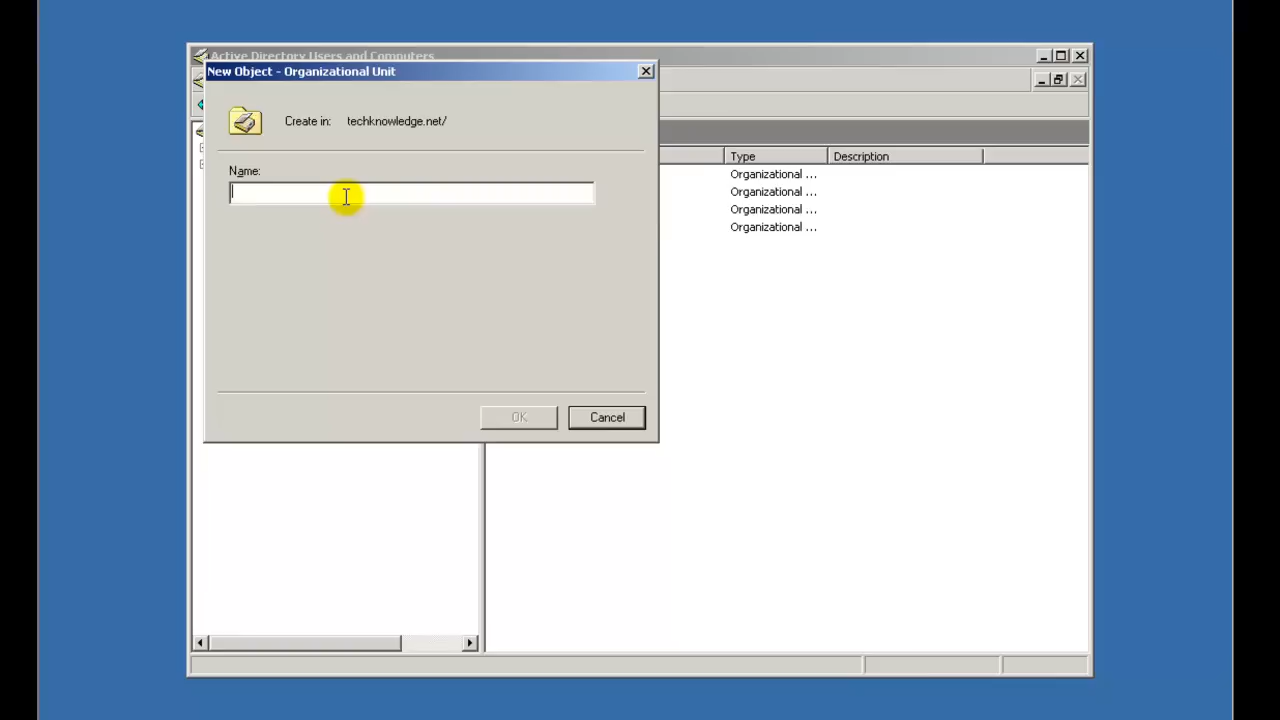 Active Directory Users and Computers
New Object - Organizational Unit
Create in: techknowledge.net/
Name:
OK Cancel
Type Description
Organizational ...
Organizational ...
Organizational ...
Organizational ...